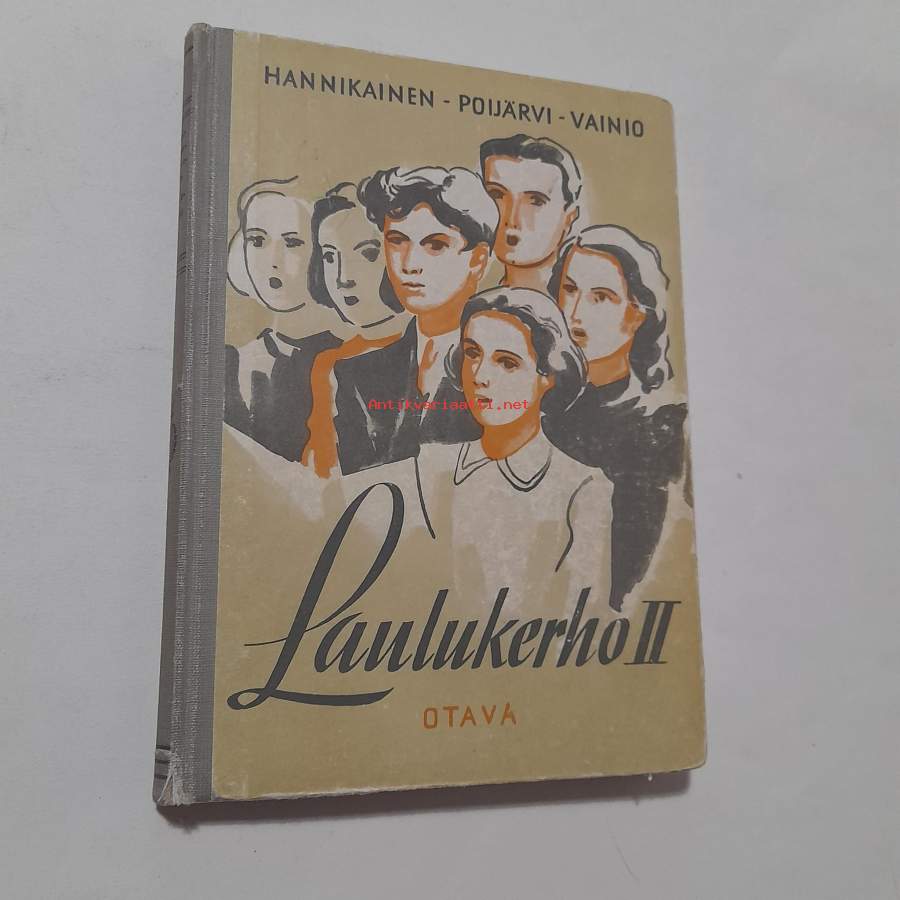 HANNIKAINEN - POIJÄRVI - VAINIO
Antikvariaatti.net
Laulukerho II
OTAVA